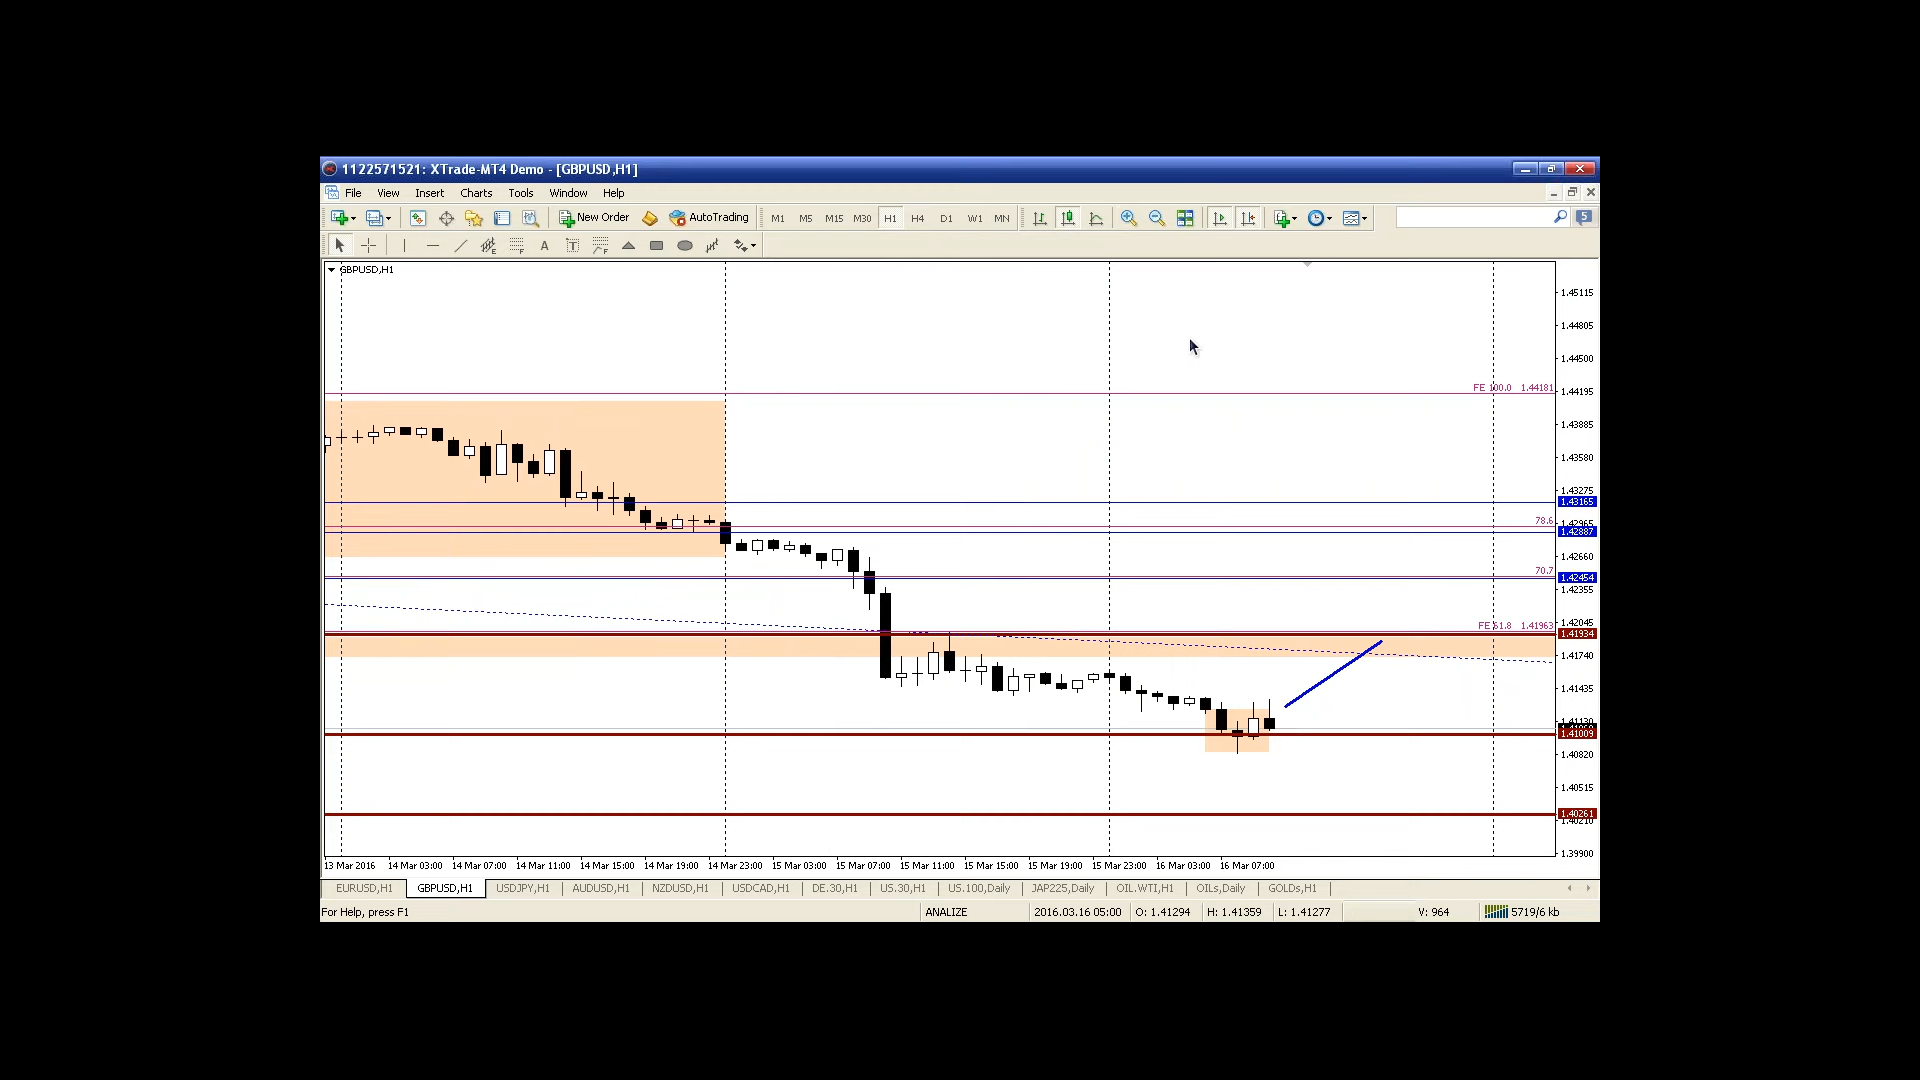 1122571521: XTrade-MT4 Demo - [GBPUSD,H1]
File View Insert Charts Tools Window Help
New Order AutoTrading M1 M5 M15 M30 H1 H4 D1 W1 MN 5
A T
GBPUSD,H1
1.45115
1.44805
1.44500
FE 100.0 1.44181
1.44195
1.43885
1.43580
1.43275
1.43165
78.6
1.42965
1.42887
1.42660
70.7
1.42454
1.42355
1.42045
FE 61.8 1.41963
1.41934
1.41740
1.41435
1.41130
1.41009
1.40820
1.40515
1.40261
1.40210
1.39900
13 Mar 2016 14 Mar 03:00 14 Mar 07:00 14 Mar 11:00 14 Mar 15:00 14 Mar 19:00 14 Mar 23:00 15 Mar 03:00 15 Mar 07:00 15 Mar 11:00 15 Mar 15:00 15 Mar 19:00 15 Mar 23:00 16 Mar 03:00 16 Mar 07:00
EURUSD,H1 GBPUSD,H1 USDJPY,H1 AUDUSD,H1 NZDUSD,H1 USDCAD,H1 DE.30,H1 US.30,H1 US.100,Daily JAP225,Daily OIL.WTI,H1 OILs,Daily GOLDs,H1
For Help, press F1 ANALIZE 2016.03.16 05:00 O: 1.41294 H: 1.41359 L: 1.41277 V: 964 5719/6 kb